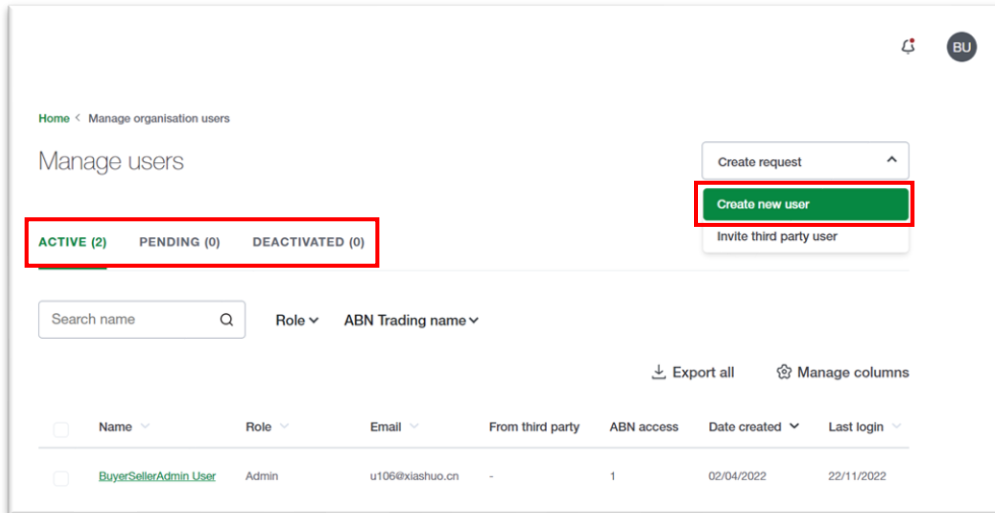 BU
Home < Manage organisation users
Manage users
Create request
Create new user
Invite third party user
ACTIVE (2) PENDING (0) DEACTIVATED (0)
Search name Role ABN Trading name
Export all Manage columns
Name Role Email From third party ABN access Date created Last login
BuyerSellerAdmin User Admin u106@xiashuo.cn - 1 02/04/2022 22/11/2022